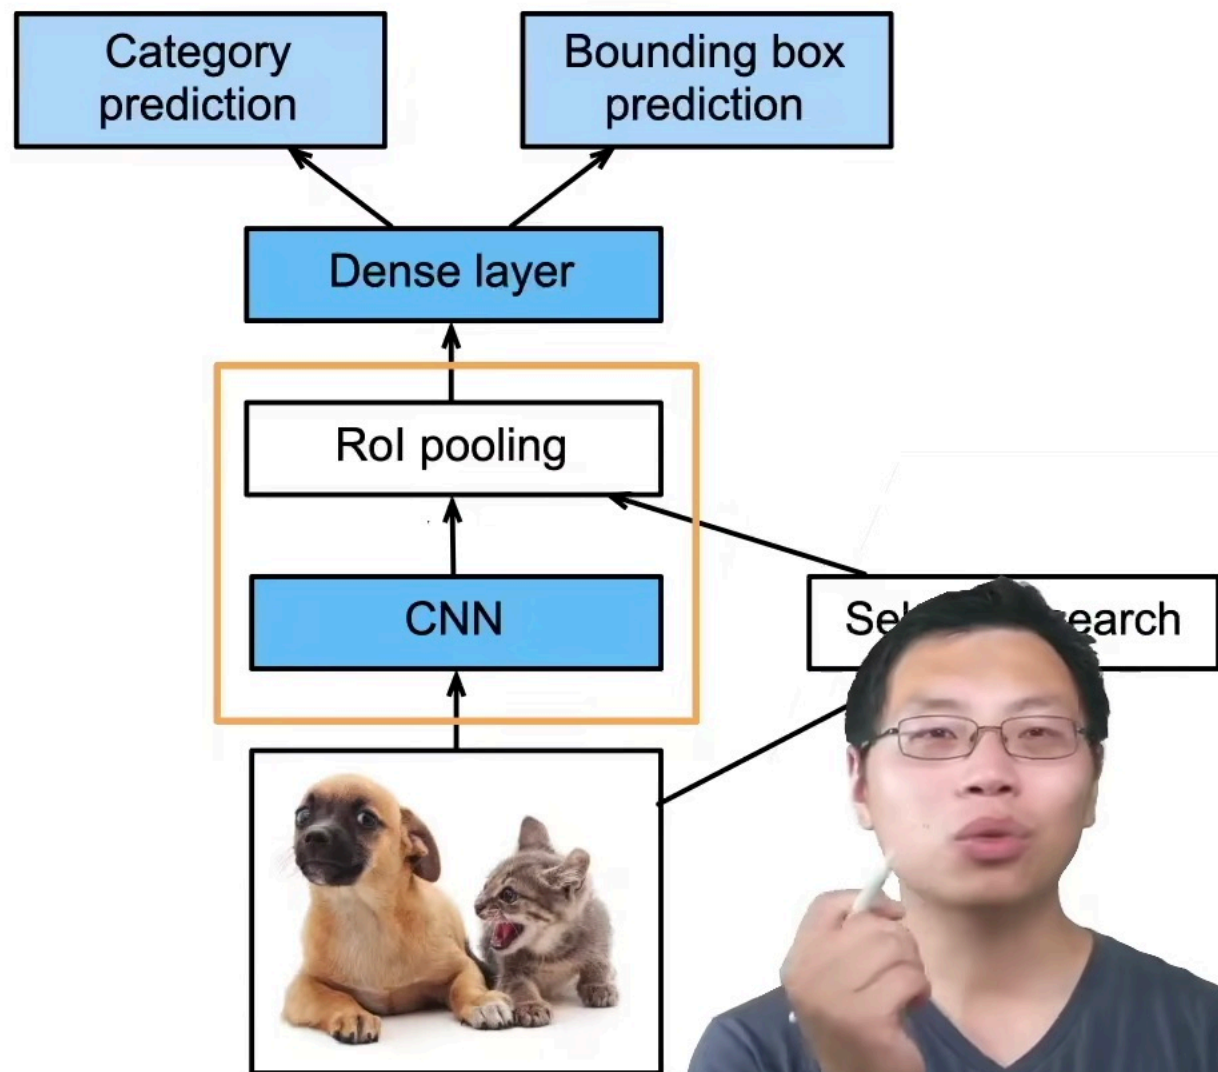 Category
prediction
Bounding box
prediction
Dense layer
RoI pooling
CNN